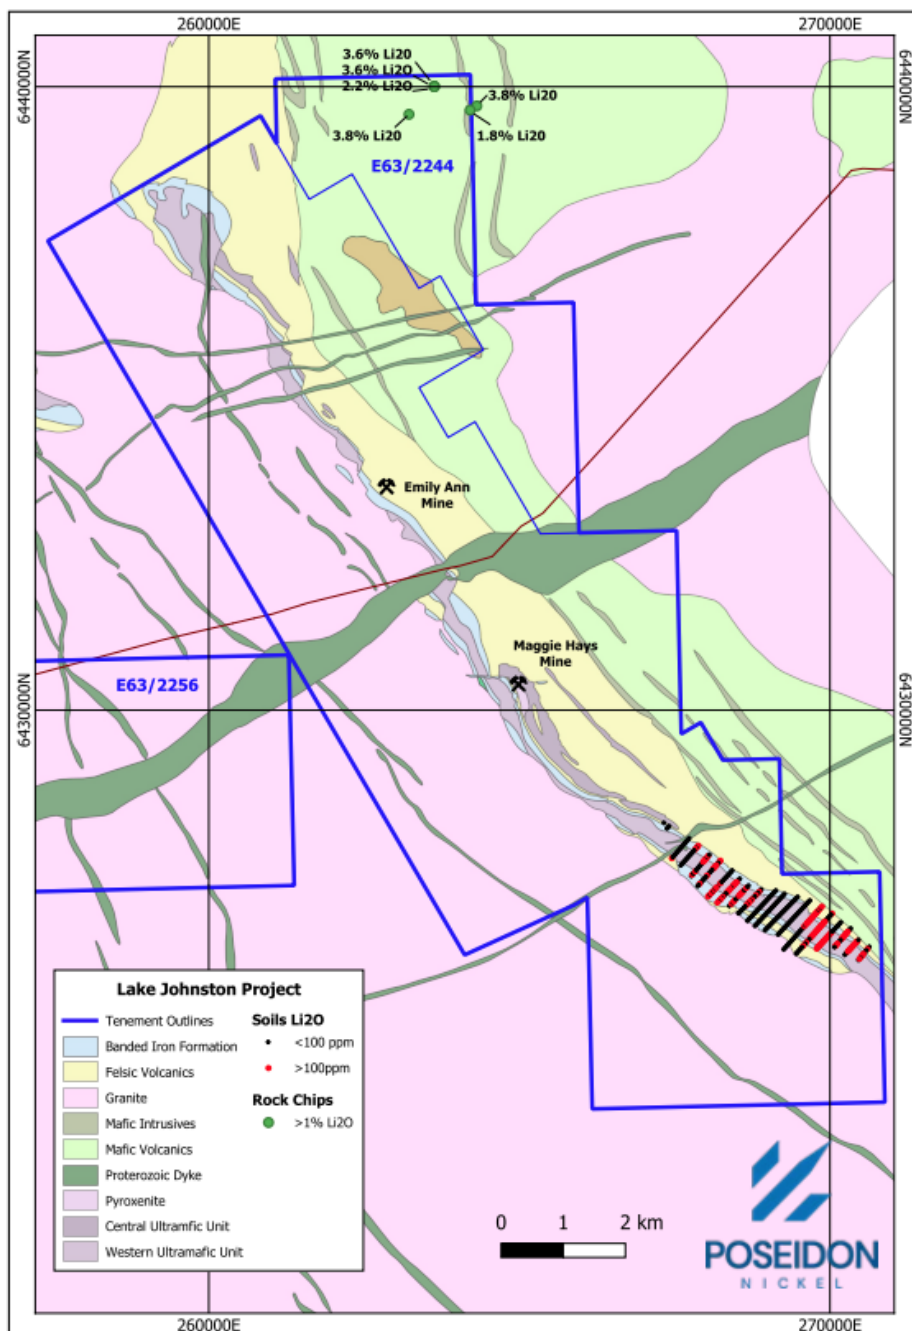 260000E
270000E
6440000N
6440000N
3.6% Li20
3.6% Li2O
2.2% Li2O
3.8% Li20
3.8% Li20
1.8% Li20
E63/2244
Emily Ann
Mine
Maggie Hays
Mine
E63/2256
6430000N
6430000N
Lake Johnston Project
Tenement Outlines
Banded Iron Formation
Felsic Volcanics
Granite
Mafic Intrusives
Mafic Volcanics
Proterozoic Dyke
Pyroxenite
Central Ultramfic Unit
Western Ultramafic Unit
Soils Li2O
<100 ppm
>100ppm
Rock Chips
>1% Li2O
0 1 2 km
POSEIDON
NICKEL
260000E
270000E